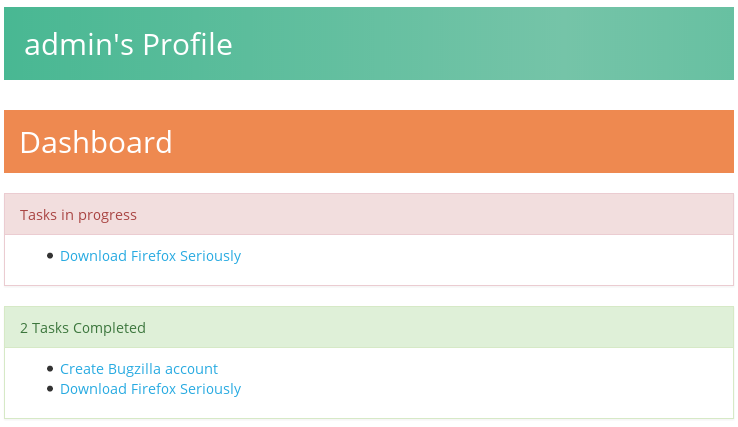 admin's Profile
Dashboard
Tasks in progress
Download Firefox Seriously
2 Tasks Completed
Create Bugzilla account
Download Firefox Seriously